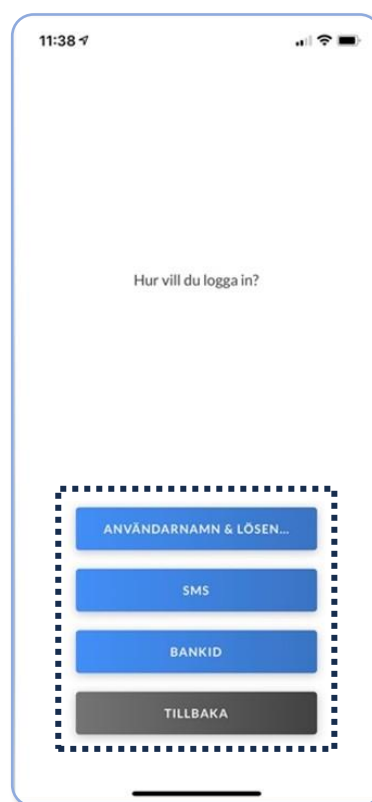 11:38
Hur vill du logga in?
ANVÄNDARNAMN & LÖSEN...
SMS
BANKID
TILLBAKA